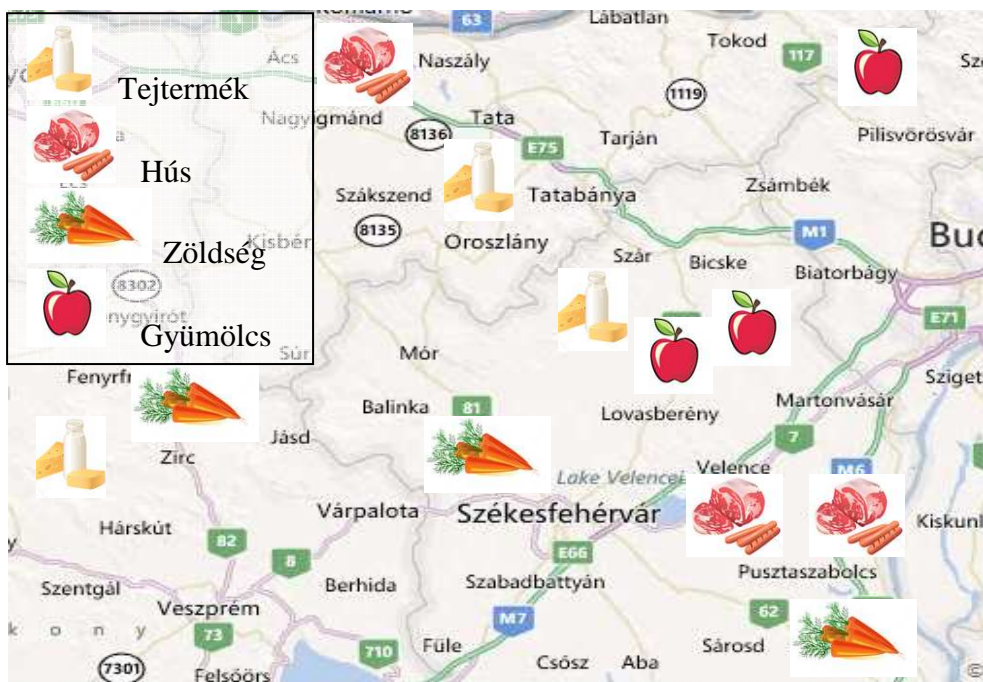 63
Lábatlan
Tokod
117
Ács
Naszály
1119
Tejtermék
Nagyigmánd
Tata
8136
Tarján
Pilisvörösvár
E75
Hús
Szákszend
Tatabánya
Zsámbék
Zöldség
Kisbér
8135
Oroszlány
M1
Szár
Bicske
Biatorbágy
8302
E71
Gyümölcs
Súr
Mór
Balinka
81
Lovasberény
Martonvásár
Jásd
7
Zirc
Lake
Velence
M6
Várpalota
Székesfehérvár
Hárskút
82
8
E66
Szentgál
Berhida
Szabadbattyán
Pusztaszabolcs
Veszprém
M7
62
k o n y
73
710
Füle
Sárosd
7301
Felsőörs
Csősz
Aba
©